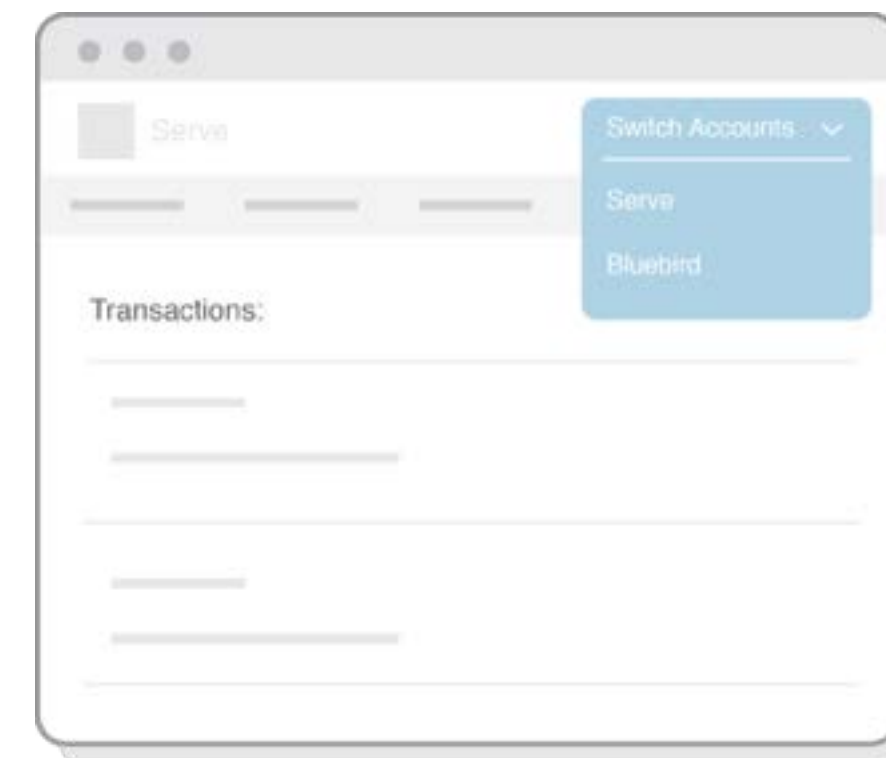 Serve
Switch Accounts
Serve
Bluebird
Transactions: